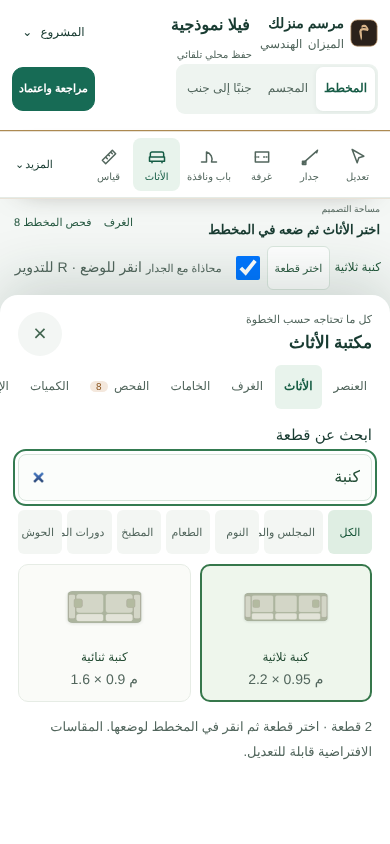 مرسم منزلك
الميزان الهندسي
فيلا نموذجية
حفظ محلي تلقائي
المشروع
المخطط
المجسم
جنبًا إلى جنب
مراجعة واعتماد
تعديل
جدار
غرفة
باب ونافذة
الأثاث
قياس
المزيد
مساحة التصميم
اختر الأثاث ثم ضعه في المخطط
الغرف
فحص المخطط 8
كنبة ثلاثية
اختر قطعة
محاذاة مع الجدار
انقر للوضع · R للتدوير
كل ما تحتاجه حسب الخطوة
مكتبة الأثاث
العنصر
الأثاث
الغرف
الخامات
الفحص 8
الكميات
ابحث عن قطعة
كنبة
الكل
المجلس والم
النوم
الطعام
المطبخ
دورات الم
الحوش
كنبة ثلاثية
2.2 × 0.95 م
كنبة ثنائية
1.6 × 0.9 م
2 قطعة · اختر قطعة ثم انقر في المخطط لوضعها. المقاسات
الافتراضية قابلة للتعديل.